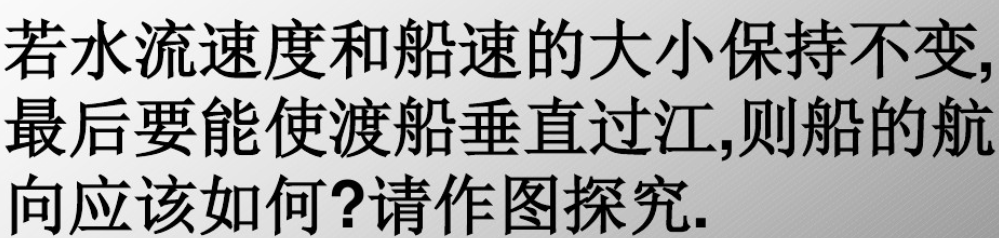 若水流速度和船速的大小保持不变,
最后要能使渡船垂直过江,则船的航
向应该如何?请作图探究.